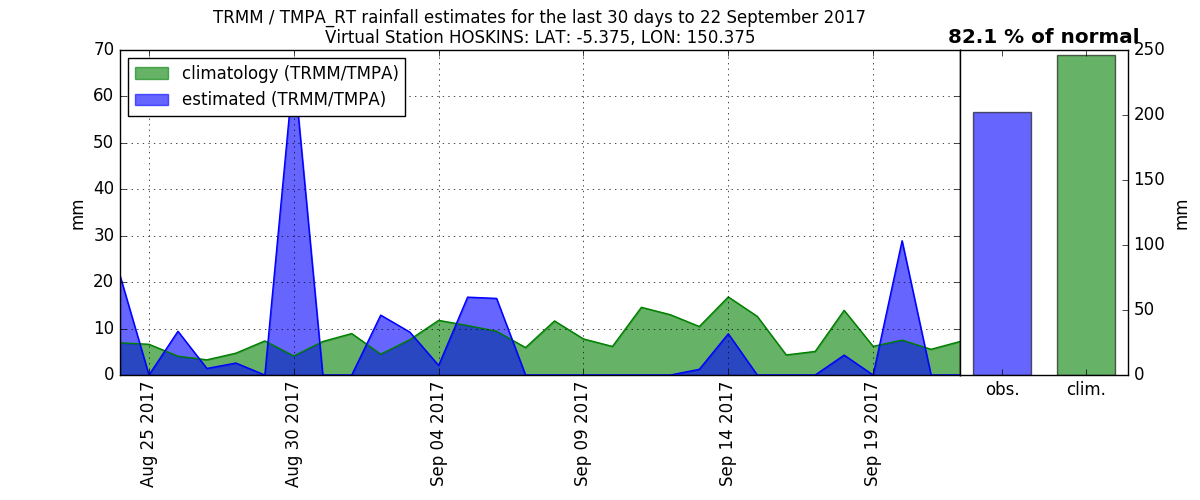 TRMM / TMPA_RT rainfall estimates for the last 30 days to 22 September 2017
Virtual Station HOSKINS: LAT: -5.375, LON: 150.375
82.1 % of normal
climatology (TRMM/TMPA)
estimated (TRMM/TMPA)
70
60
50
40
30
20
10
0
mm
Aug 25 2017
Aug 30 2017
Sep 04 2017
Sep 09 2017
Sep 14 2017
Sep 19 2017
250
200
150
100
50
0
mm
obs.
clim.